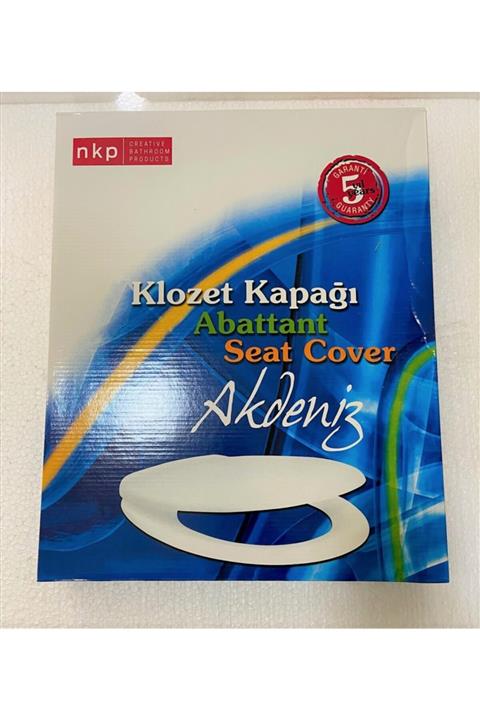 nkp
CREATIVE
BATHROOM
PRODUCTS
GARANTİ
5 yıl
years
GUARANTY
Klozet Kapağı
Abattant
Seat Cover
Akdeniz